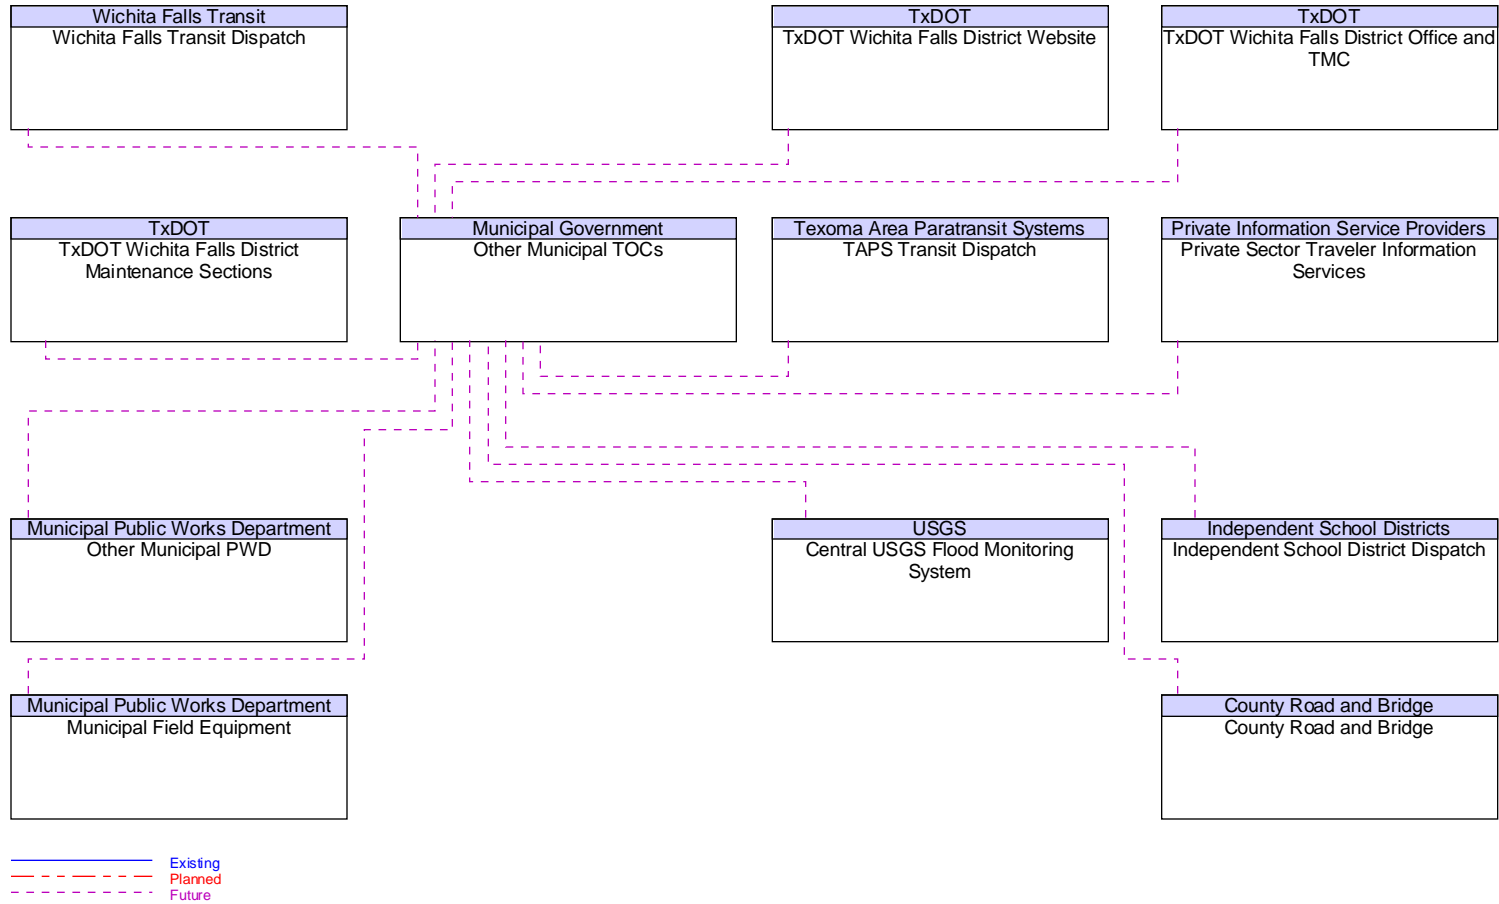 Wichita Falls Transit
Wichita Falls Transit Dispatch
TxDOT
TxDOT Wichita Falls District Website
TxDOT
TxDOT Wichita Falls District Office and
TMC
TxDOT
TxDOT Wichita Falls District
Maintenance Sections
Municipal Government
Other Municipal TOCs
Texoma Area Paratransit Systems
TAPS Transit Dispatch
Private Information Service Providers
Private Sector Traveler Information
Services
Municipal Public Works Department
Other Municipal PWD
USGS
Central USGS Flood Monitoring
System
Independent School Districts
Independent School District Dispatch
Municipal Public Works Department
Municipal Field Equipment
County Road and Bridge
County Road and Bridge
Existing
Planned
Future